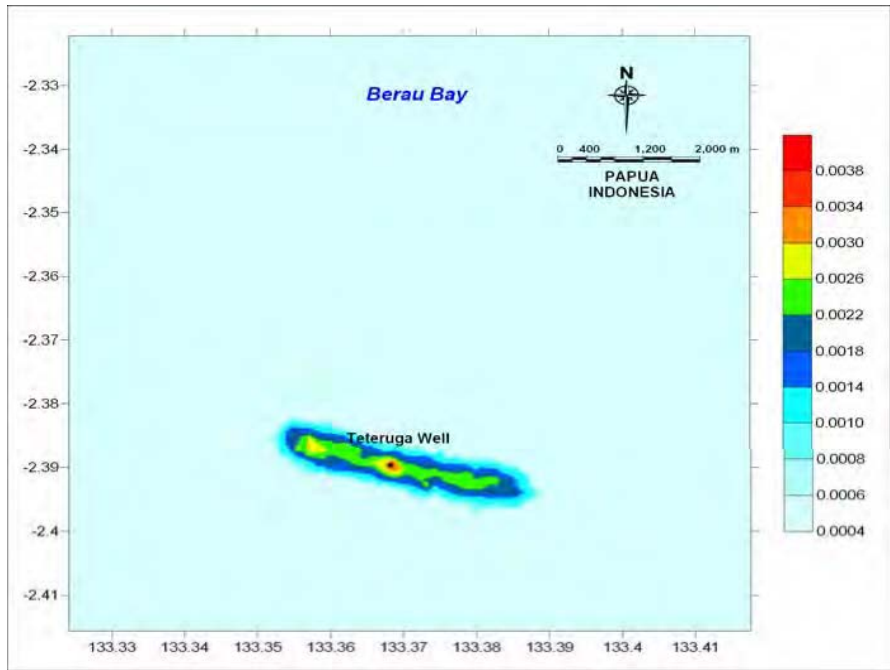 Berau Bay
N
0 400 1,200 2,000 m
PAPUA
INDONESIA
-2.33
-2.34
-2.35
-2.36
-2.37
-2.38
-2.39
-2.4
-2.41
Teteruga Well
133.33 133.34 133.35 133.36 133.37 133.38 133.39 133.4 133.41
0.0038
0.0034
0.0030
0.0026
0.0022
0.0018
0.0014
0.0010
0.0008
0.0006
0.0004